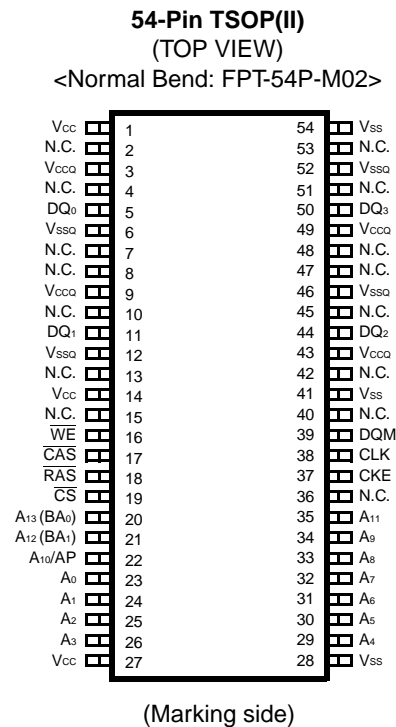 54-Pin TSOP(II)
(TOP VIEW)
<Normal Bend: FPT-54P-M02>
VCC 1 54 VSS
N.C. 2 53 N.C.
VCCQ 3 52 VSSQ
N.C. 4 51 N.C.
DQ0 5 50 DQ3
VSSQ 6 49 VCCQ
N.C. 7 48 N.C.
N.C. 8 47 N.C.
VCCQ 9 46 VSSQ
N.C. 10 45 N.C.
DQ1 11 44 DQ2
VSSQ 12 43 VCCQ
N.C. 13 42 N.C.
VCC 14 41 VSS
N.C. 15 40 N.C.
WE 16 39 DQM
CAS 17 38 CLK
RAS 18 37 CKE
CS 19 36 N.C.
A13 (BA0) 20 35 A11
A12 (BA1) 21 34 A9
A10/AP 22 33 A8
A0 23 32 A7
A1 24 31 A6
A2 25 30 A5
A3 26 29 A4
VCC 27 28 VSS
(Marking side)